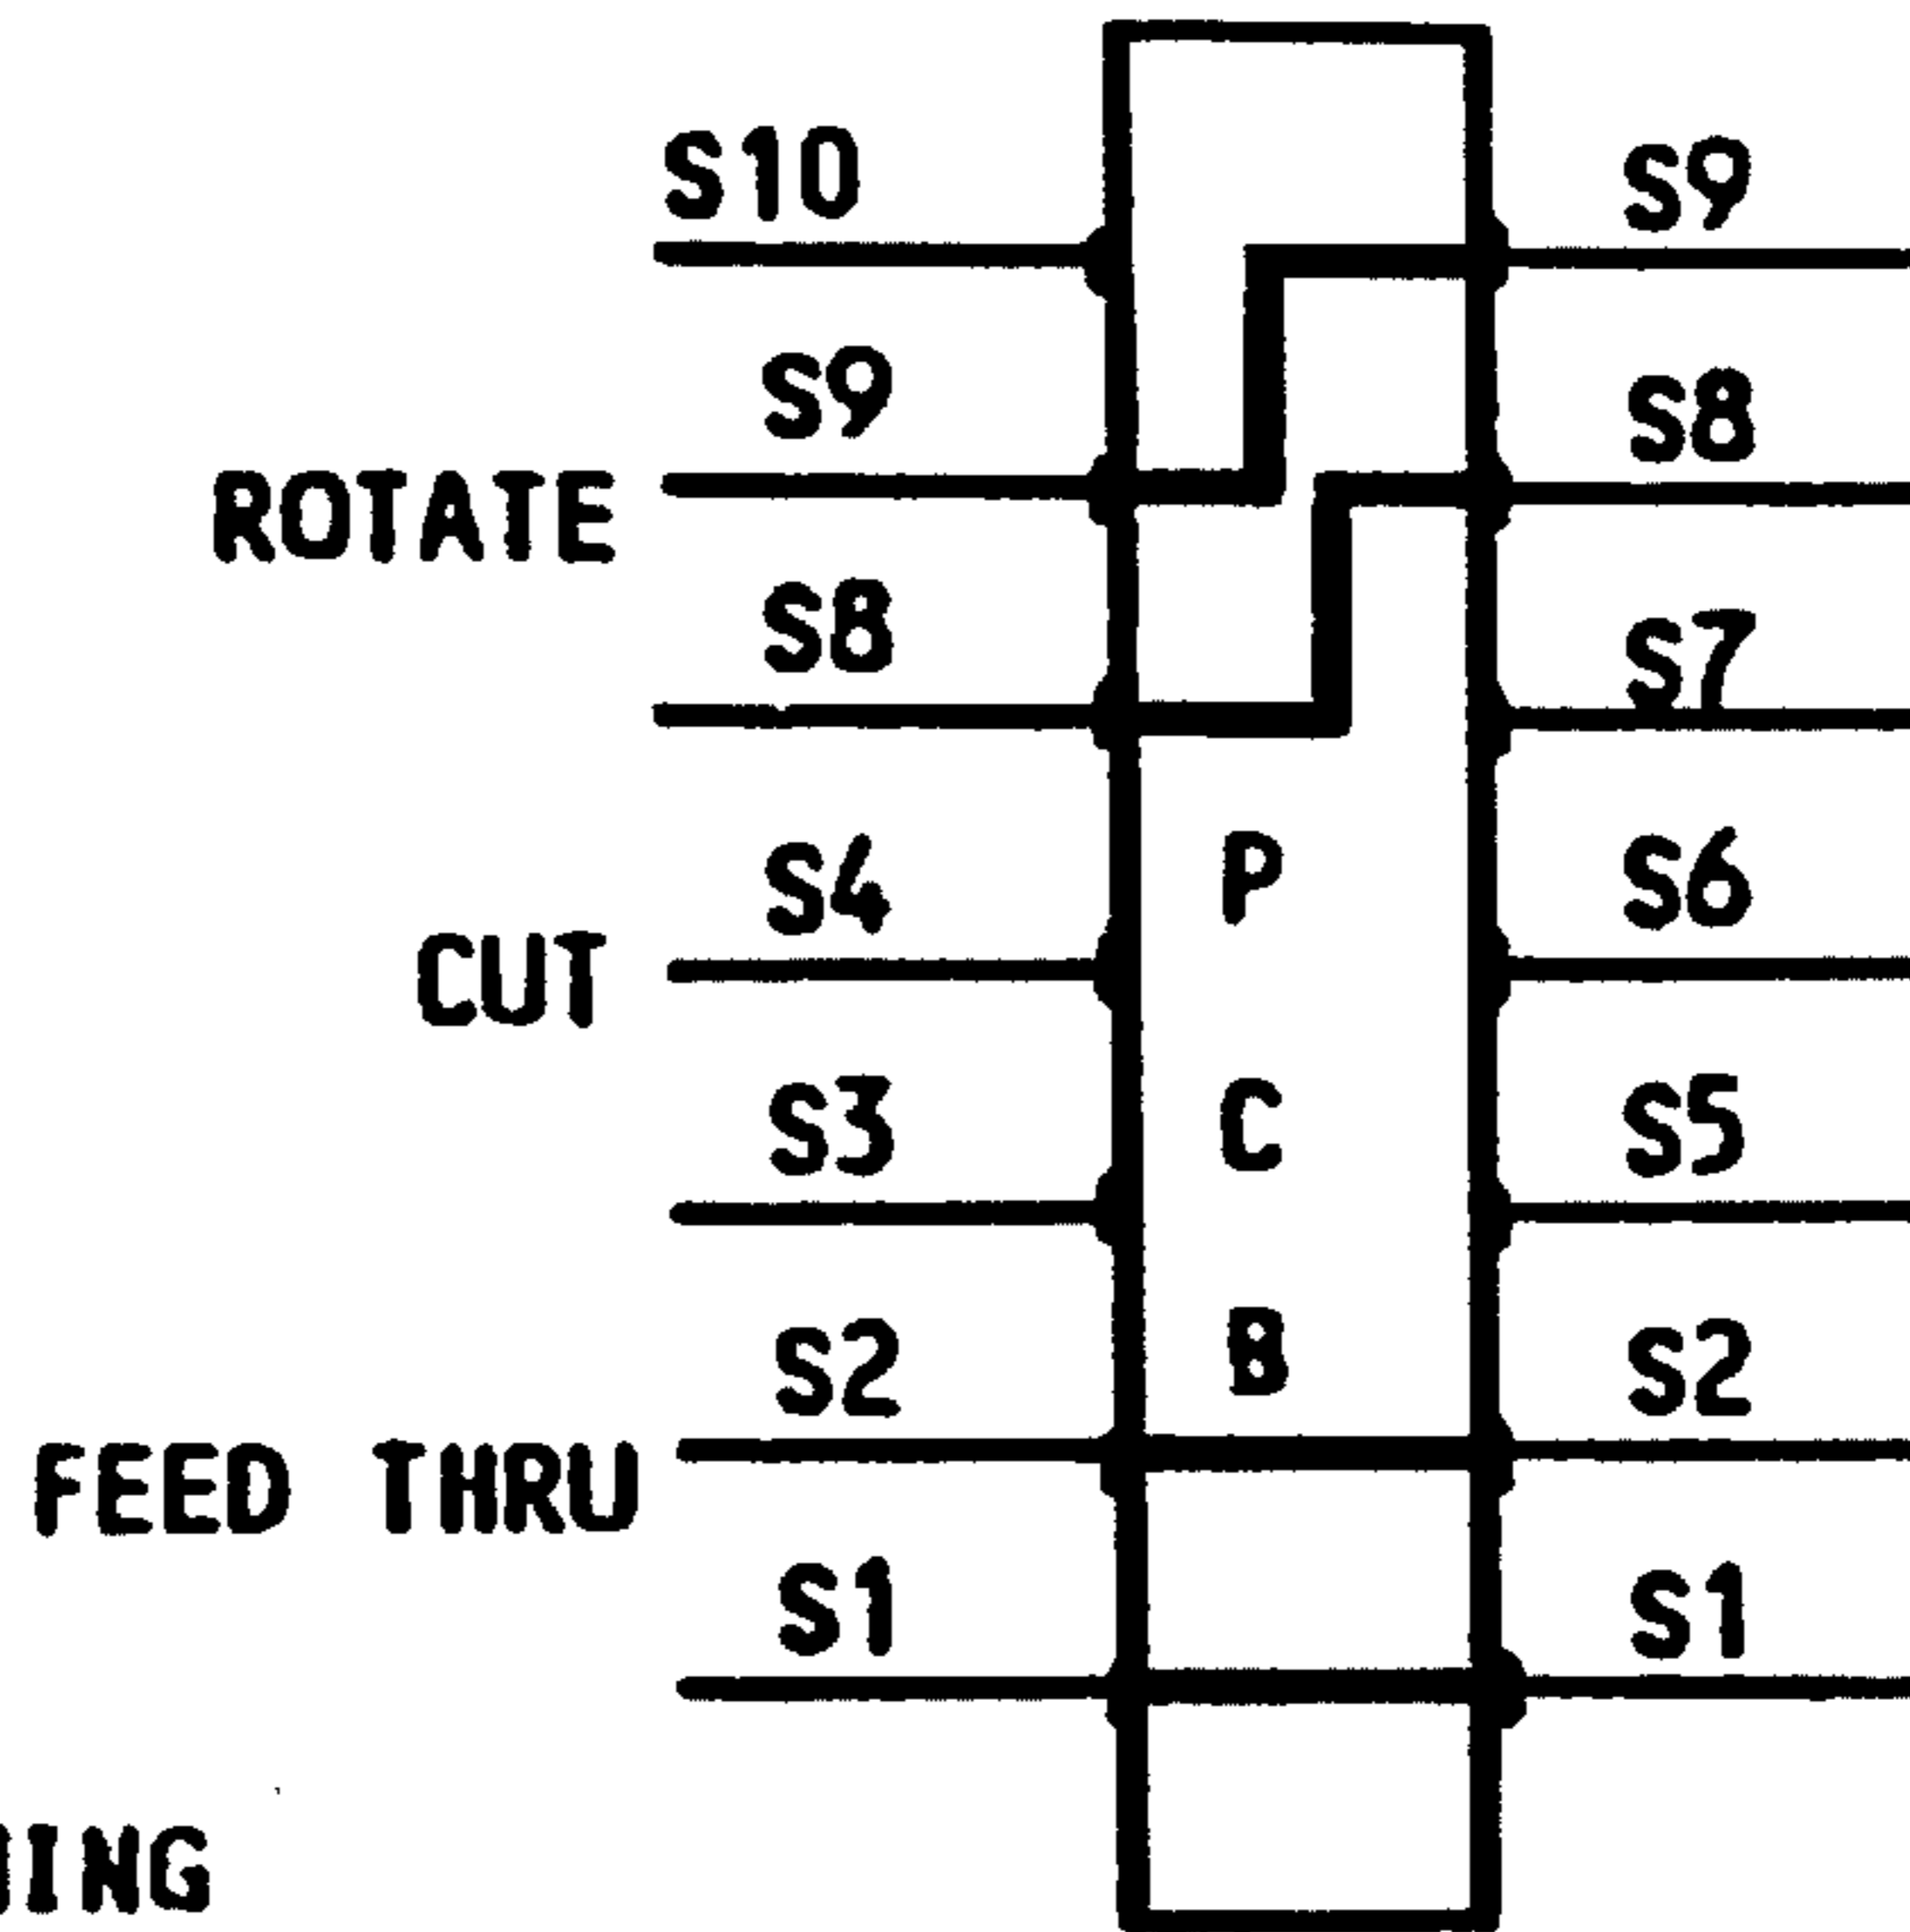 S10 S9
S9 S8
ROTATE
S8 S7
S4 P S6
CUT
S3 C S5
S2 B S2
FEED THRU
S1 S1